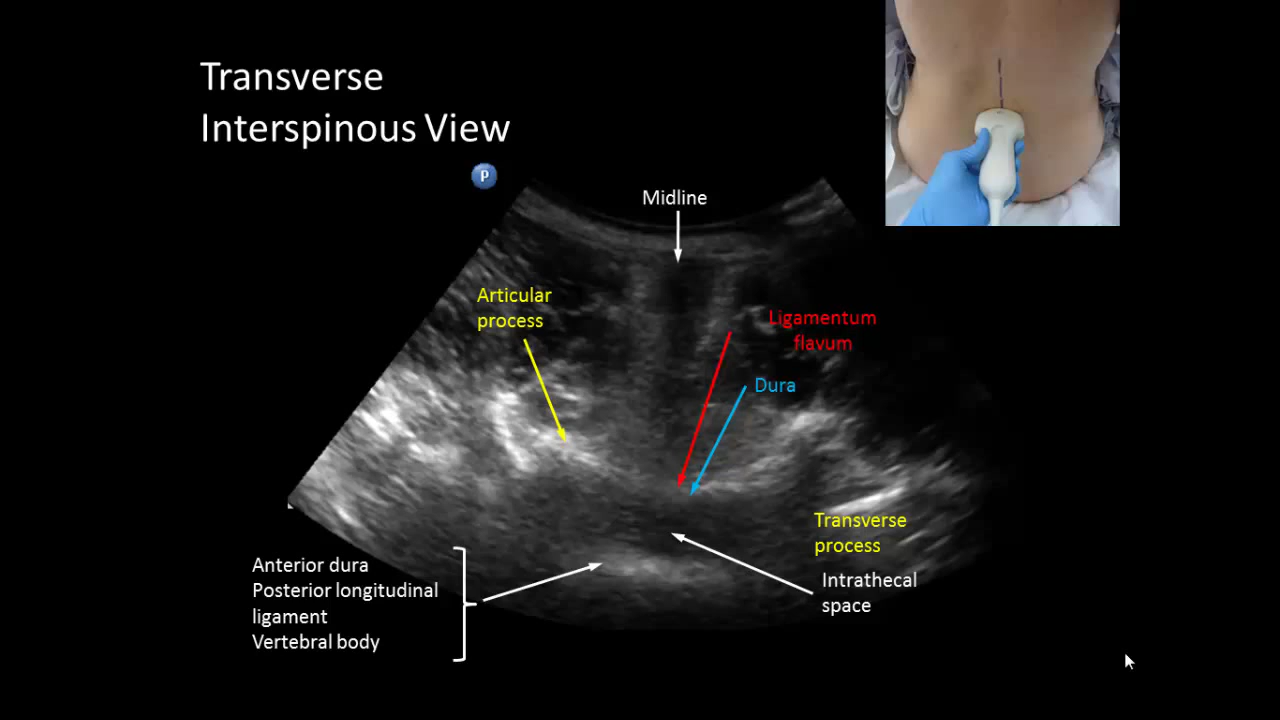 Transverse
Interspinous View
P
Midline
Articular
process
Ligamentum
flavum
Dura
Transverse
process
Intrathecal
space
Anterior dura
Posterior longitudinal
ligament
Vertebral body